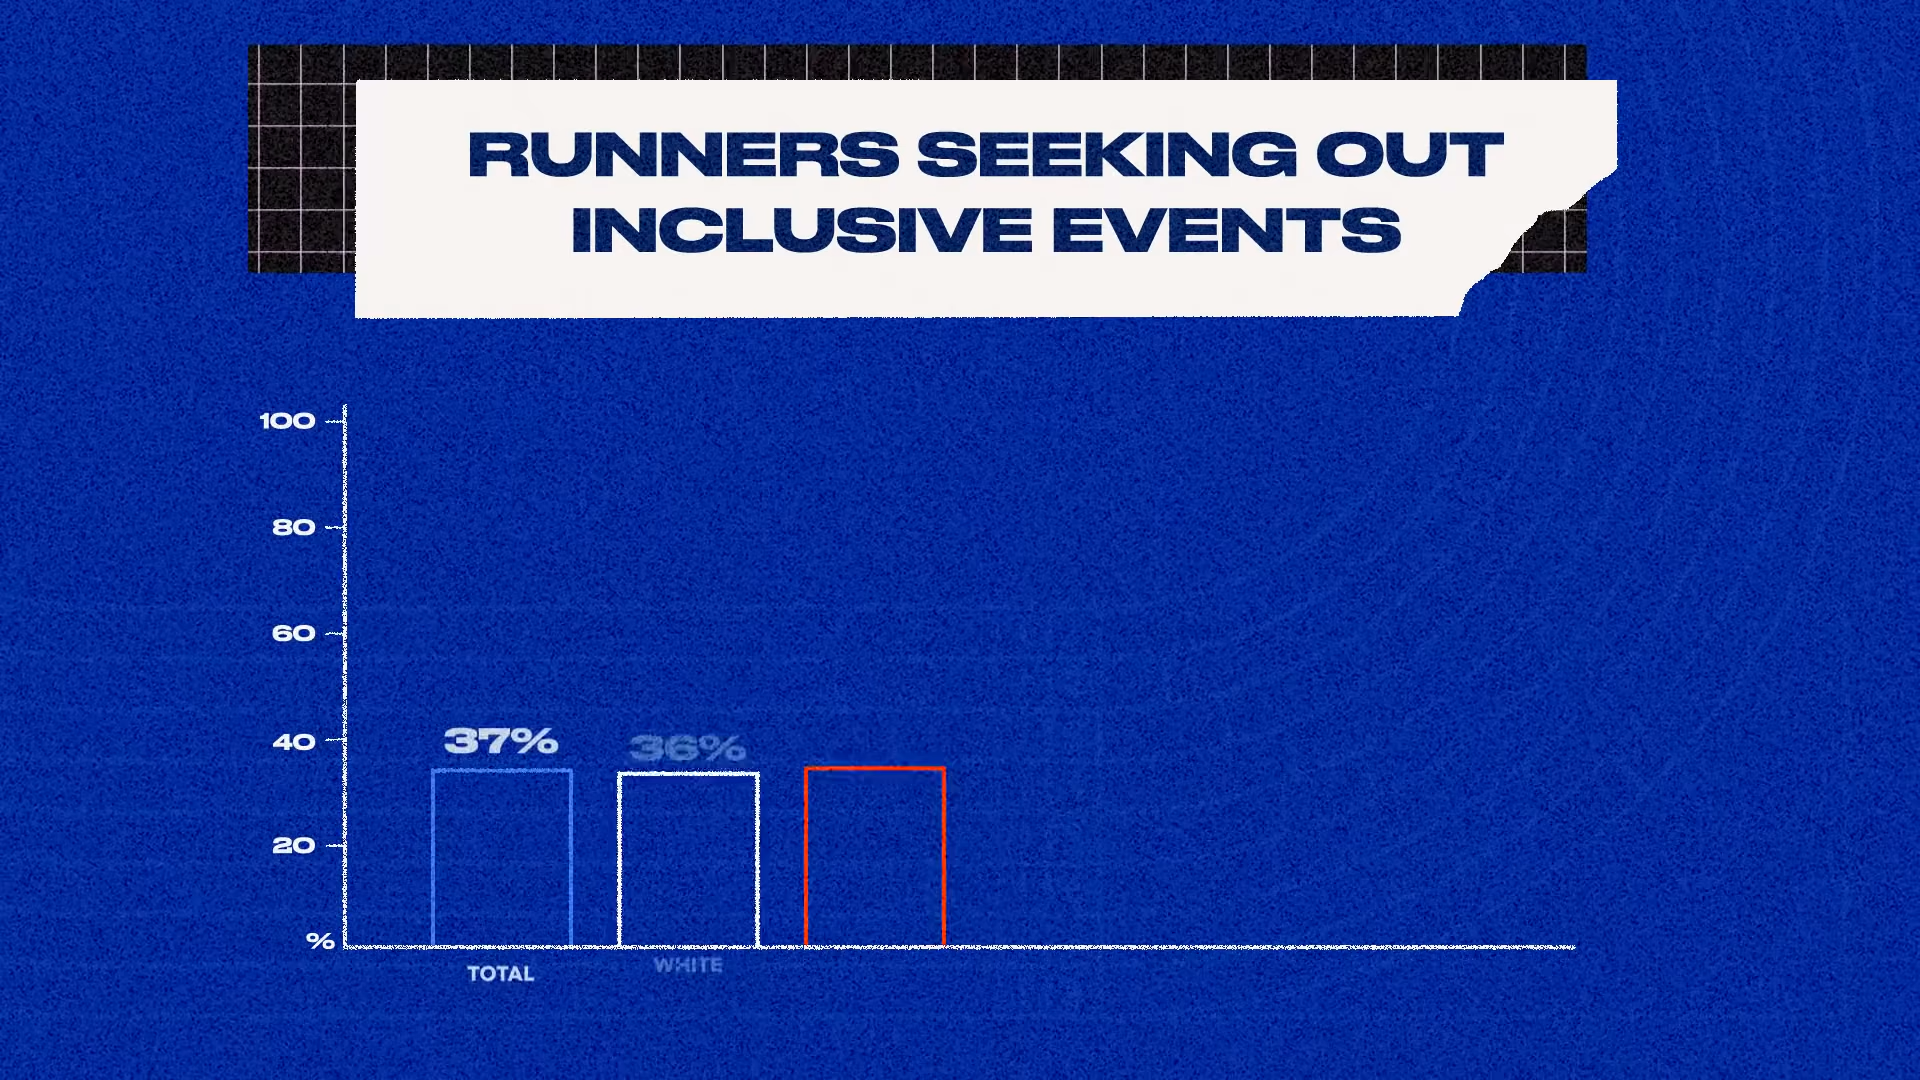 RUNNERS SEEKING OUT
INCLUSIVE EVENTS
100
80
60
40
20
%
37%
36%
TOTAL
WHITE